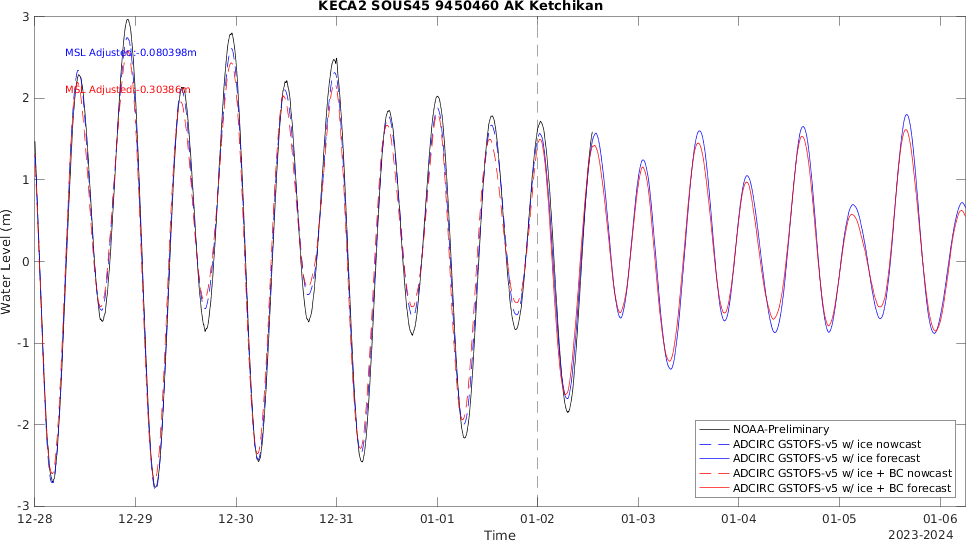 KECA2 SOUS45 9450460 AK Ketchikan
MSL Adjusted:-0.080398m
MSL Adjusted:-0.30386m
3
2
1
0
-1
-2
-3
Water Level (m)
NOAA-Preliminary
ADCIRC GSTOFS-v5 w/ ice nowcast
ADCIRC GSTOFS-v5 w/ ice forecast
ADCIRC GSTOFS-v5 w/ ice + BC nowcast
ADCIRC GSTOFS-v5 w/ ice + BC forecast
12-28 12-29 12-30 12-31 01-01 01-02 01-03 01-04 01-05 01-06
Time
2023-2024